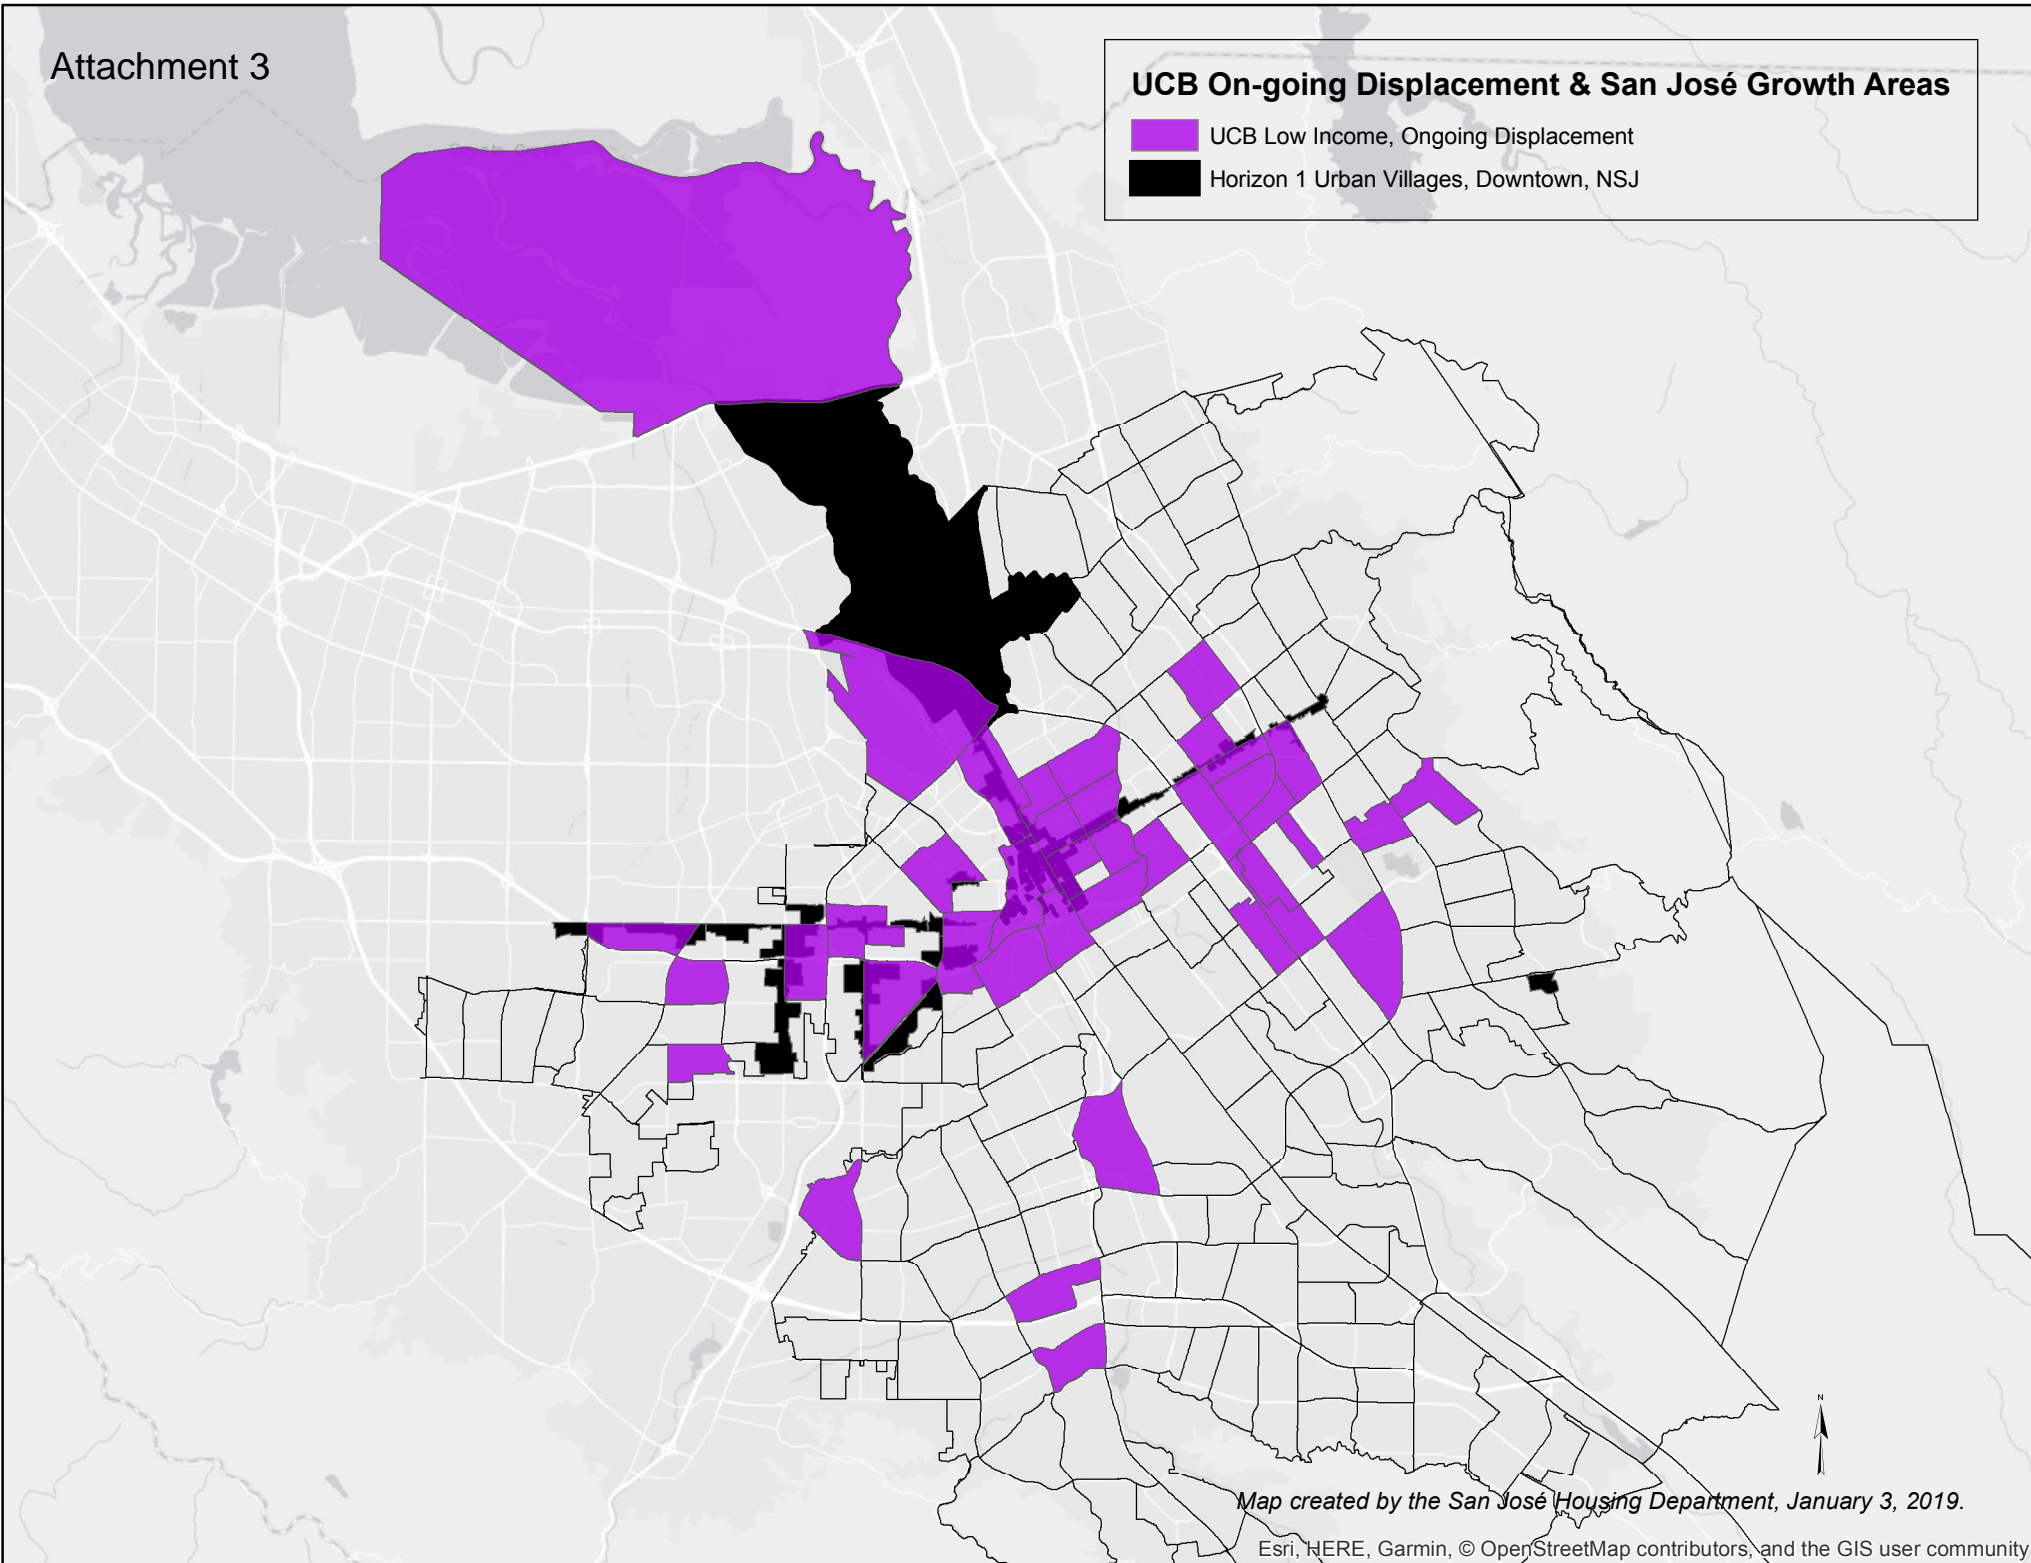 Attachment 3
UCB On-going Displacement & San José Growth Areas
UCB Low Income, Ongoing Displacement
Horizon 1 Urban Villages, Downtown, NSJ
Coyote Creek
N
Map created by the San José Housing Department, January 3, 2019.
Esri, HERE, Garmin, © OpenStreetMap contributors, and the GIS user community